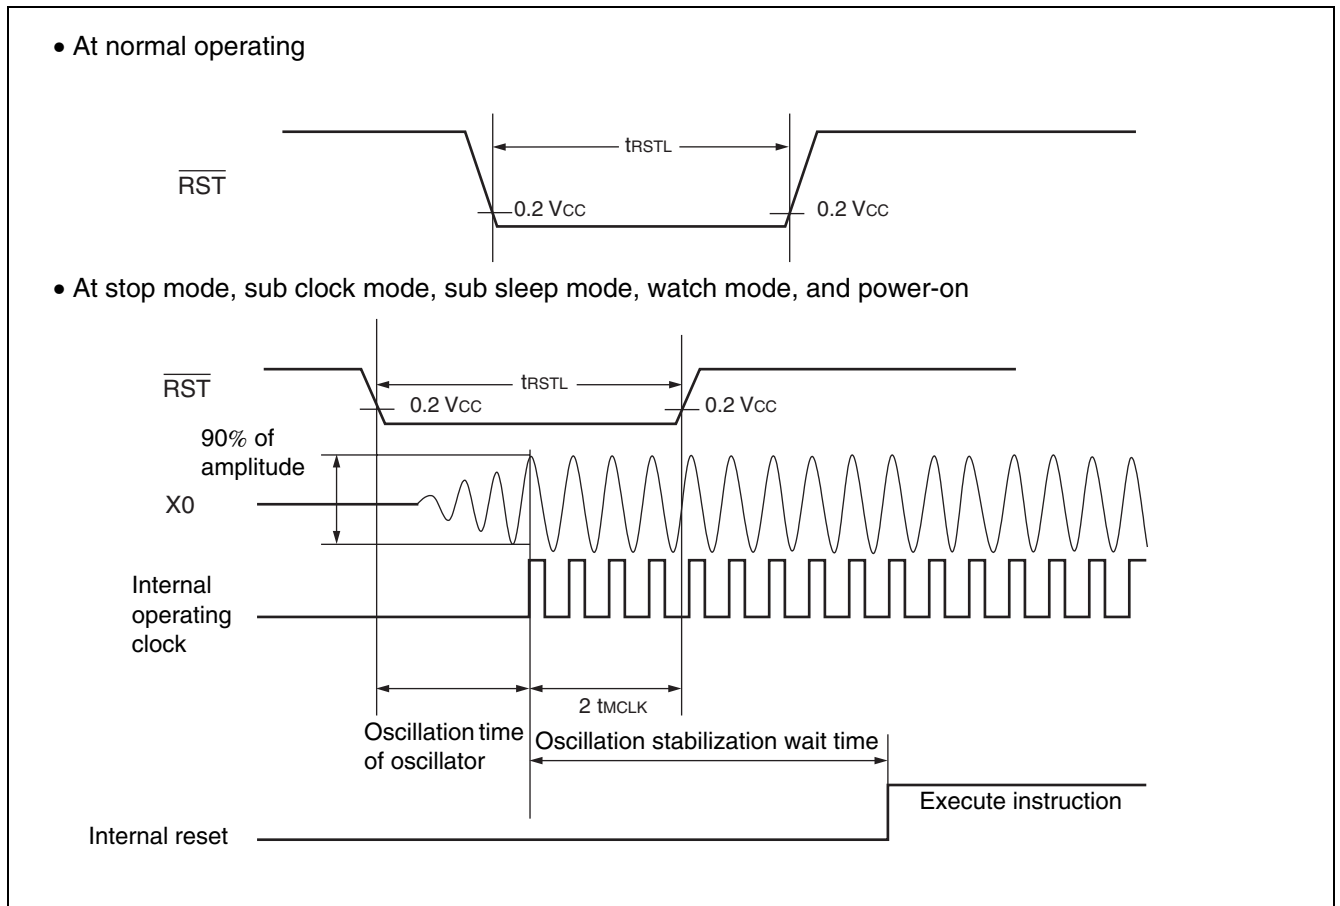 • At normal operating
tRSTL
RST
0.2 VCC
0.2 VCC
• At stop mode, sub clock mode, sub sleep mode, watch mode, and power-on
RST
tRSTL
0.2 VCC
0.2 VCC
90% of
amplitude
X0
Internal
operating
clock
2 tMCLK
Oscillation time
of oscillator
Oscillation stabilization wait time
Execute instruction
Internal reset